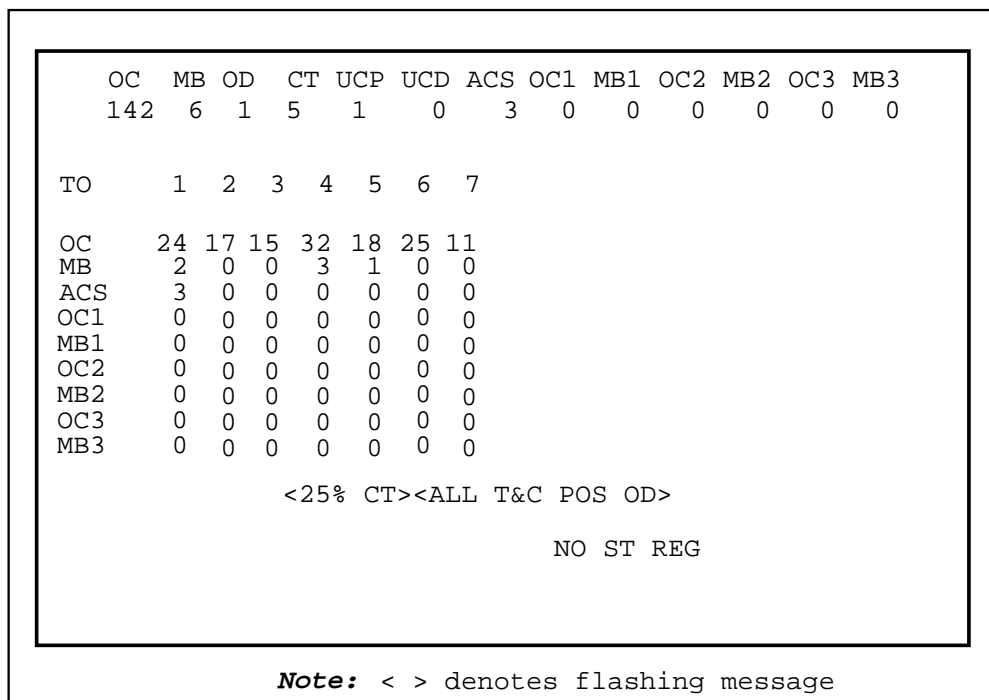 OC MB OD CT UCP UCD ACS OC1 MB1 OC2 MB2 OC3 MB3
142 6 1 5 1 0 3 0 0 0 0 0 0
TO 1 2 3 4 5 6 7
OC 24 17 15 32 18 25 11
MB 2 0 0 3 1 0 0
ACS 3 0 0 0 0 0 0
OC1 0 0 0 0 0 0 0
MB1 0 0 0 0 0 0 0
OC2 0 0 0 0 0 0 0
MB2 0 0 0 0 0 0 0
OC3 0 0 0 0 0 0 0
MB3 0 0 0 0 0 0 0
<25% CT><ALL T&C POS OD>
NO ST REG
Note: < > denotes flashing message